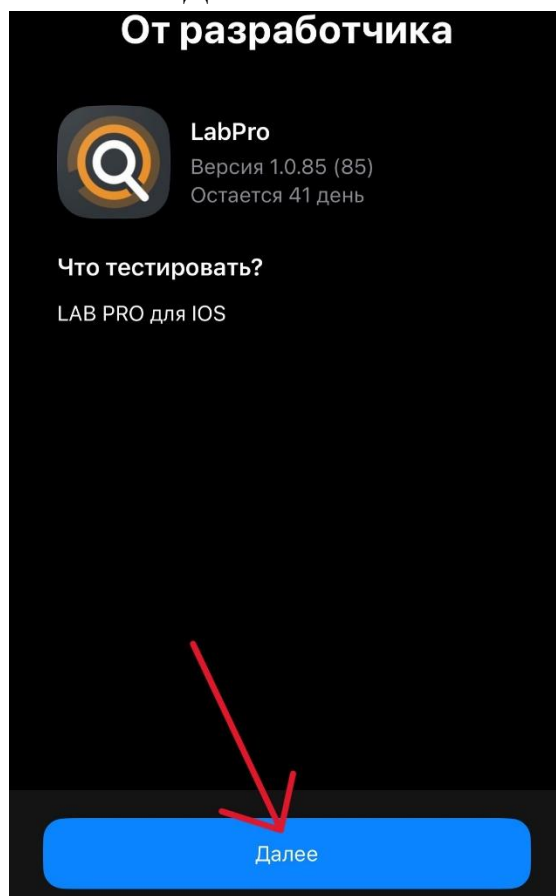 От разработчика
LabPro
Версия 1.0.85 (85)
Остается 41 день
Что тестировать?
LAB PRO для IOS
Далее